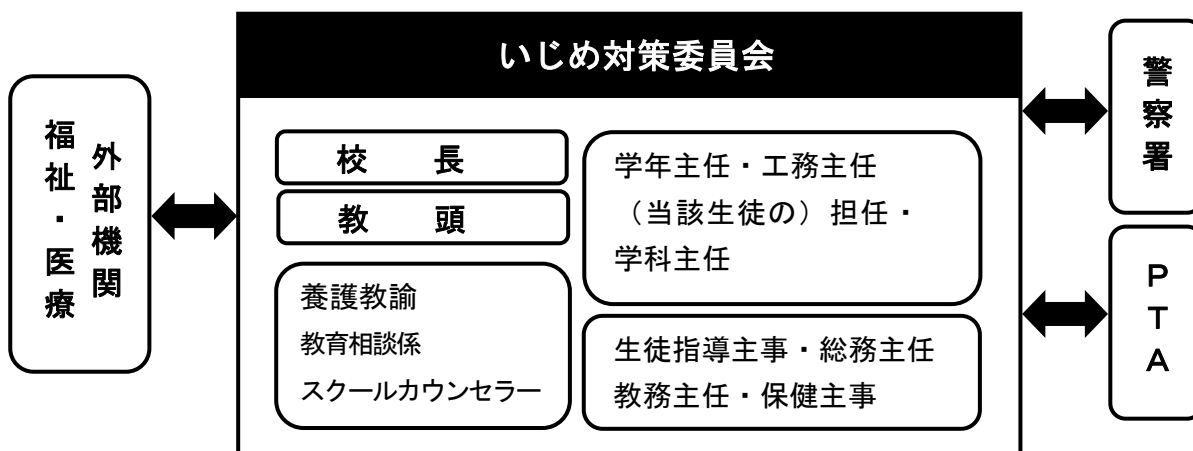 いじめ対策委員会
外部機関
福祉・医療
校　長
教　頭
養護教諭
教育相談係
スクールカウンセラー
学年主任・工務主任
（当該生徒の）担任・
学科主任
生徒指導主事・総務主任
教務主任・保健主事
警察署
ＰＴＡ